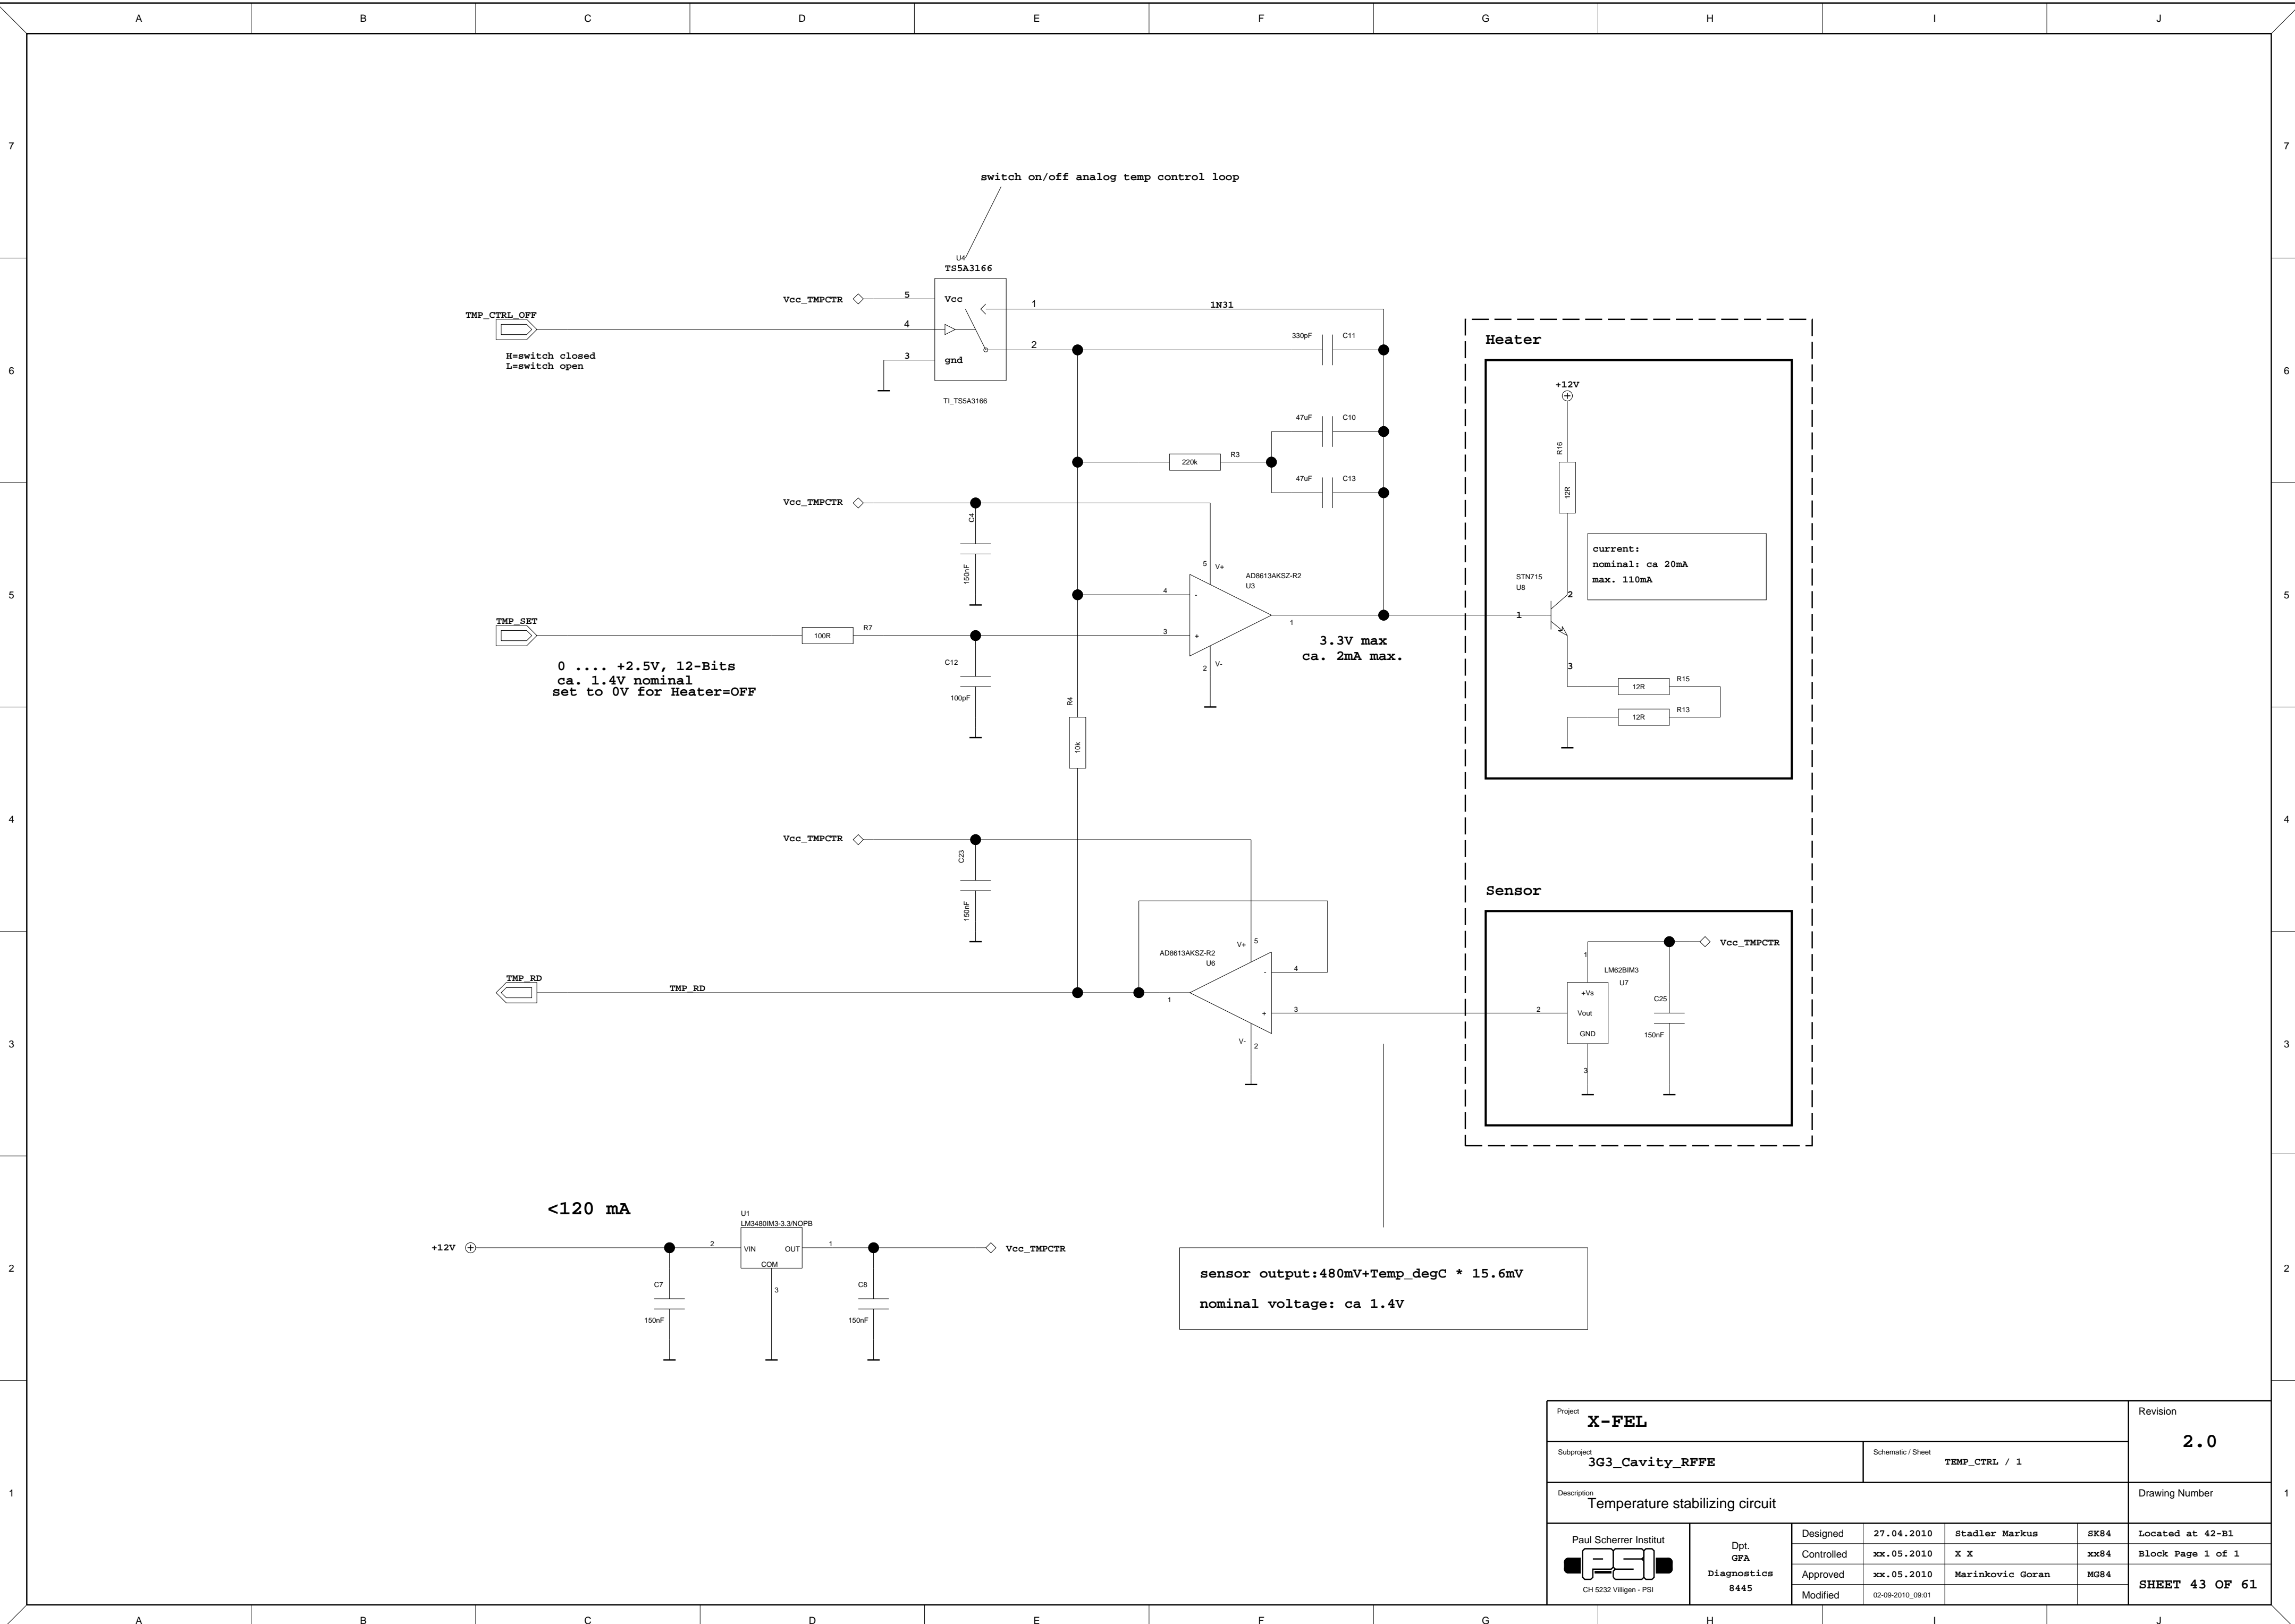 A B C D E F G H I J
7 7
switch on/off analog temp control loop
U4
TS5A3166
Vcc_TMPCTR 5 Vcc 1 1N31
TMP_CTRL_OFF 4
H=switch closed
L=switch open
3 gnd 2
TI_TS5A3166
330pF C11
6 6
Heater
+12V
R16
12R
47uF C10
220k R3
47uF C13
Vcc_TMPCTR
C4
150nF
5 V+
AD8613AKSZ-R2
U3
4 -
3 +
1
2 V-
current:
nominal: ca 20mA
max. 110mA
STN715
U8
2
1
3
5 5
TMP_SET
100R R7
0 .... +2.5V, 12-Bits
ca. 1.4V nominal
set to 0V for Heater=OFF
C12
100pF
3.3V max
ca. 2mA max.
12R R15
12R R13
R4
10k
4 4
Vcc_TMPCTR
C23
150nF
Sensor
AD8613AKSZ-R2
U6
V+ 5
- 4
+ 3
1
V- 2
Vcc_TMPCTR
1
LM62BIM3
U7
+Vs
2 Vout
GND
3
C25
150nF
TMP_RD
TMP_RD
3 3
<120 mA
U1
LM3480IM3-3.3/NOPB
+12V 2 VIN OUT 1 Vcc_TMPCTR
COM
3
C7
150nF
C8
150nF
2 2
sensor output:480mV+Temp_degC * 15.6mV
nominal voltage: ca 1.4V
1 1
Project
X-FEL
Revision
2.0
Subproject
3G3_Cavity_RFFE
Schematic / Sheet
TEMP_CTRL / 1
Description
Temperature stabilizing circuit
Drawing Number
Paul Scherrer Institut
PSI
CH 5232 Villigen - PSI
Dpt.
GFA
Diagnostics
8445
Designed 27.04.2010 Stadler Markus SK84 Located at 42-B1
Controlled xx.05.2010 X X xx84 Block Page 1 of 1
Approved xx.05.2010 Marinkovic Goran MG84
Modified 02-09-2010_09:01
SHEET 43 OF 61
A B C D E F G H I J